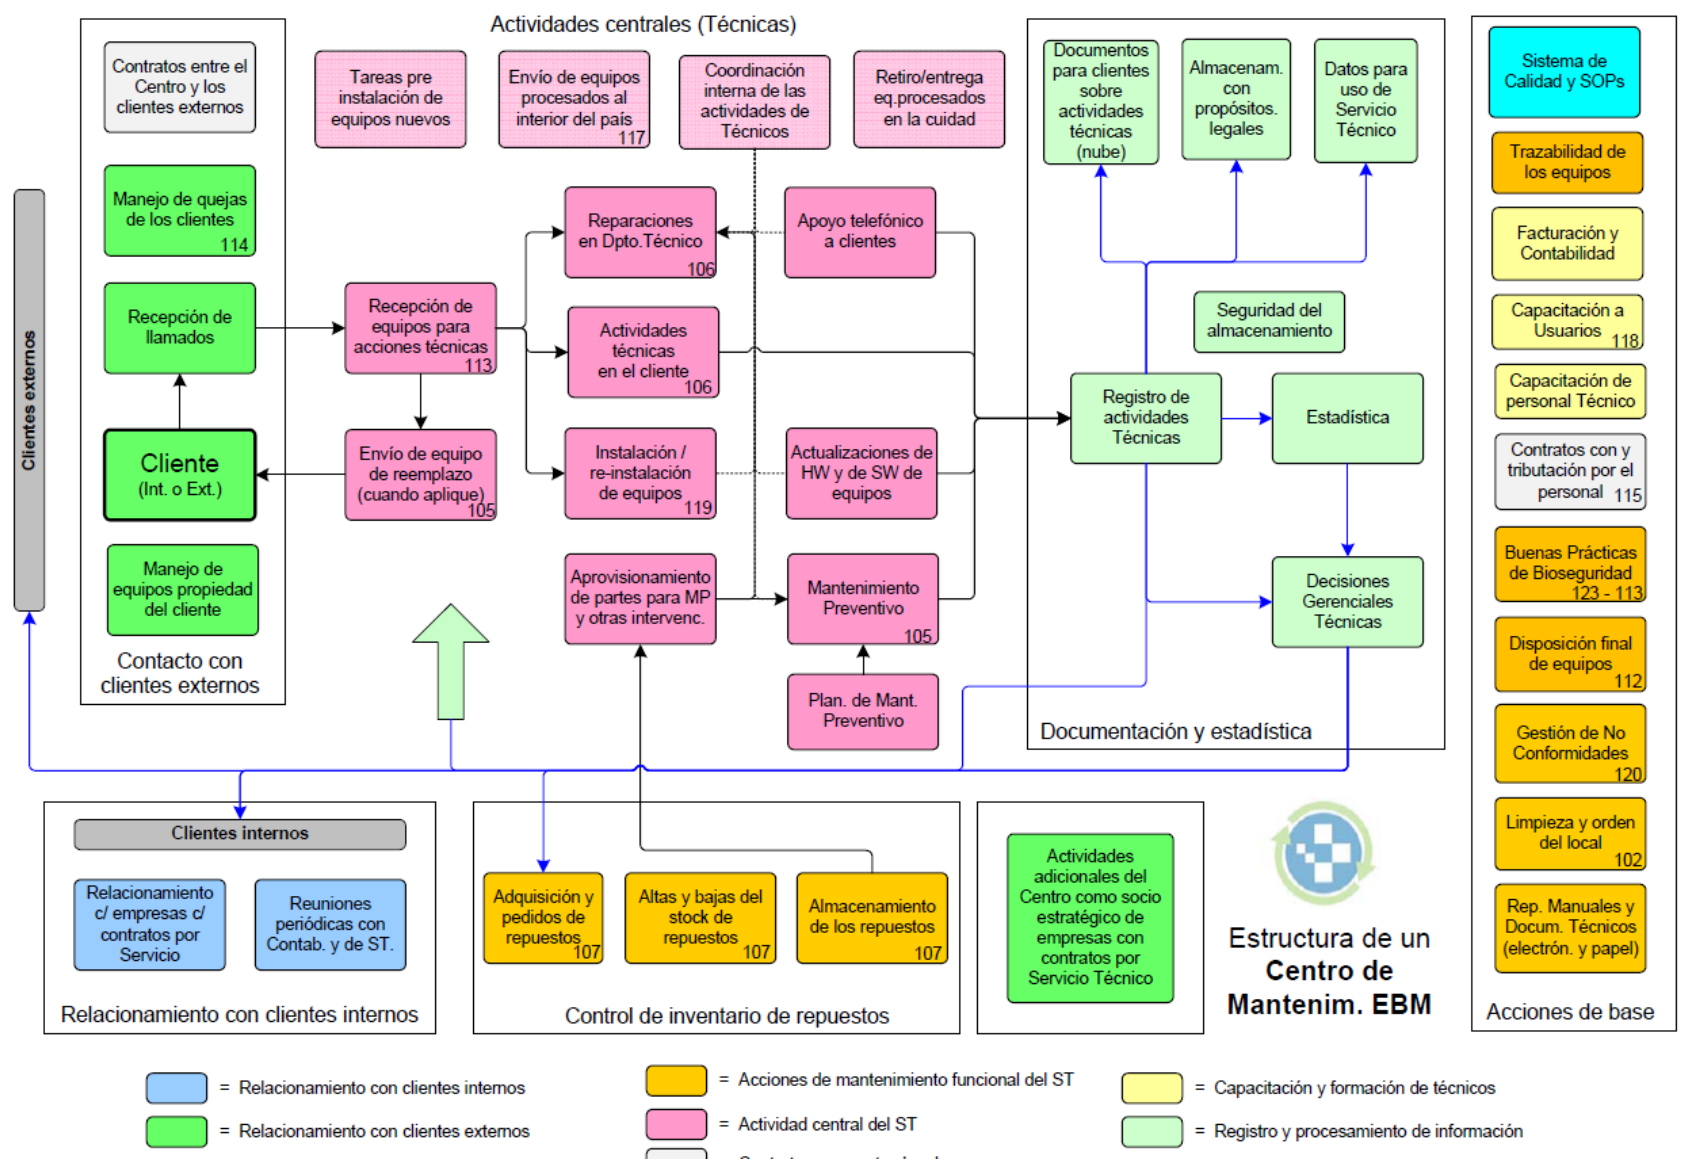 Actividades centrales (Técnicas)
Contratos entre el
Centro y los
clientes externos
Manejo de quejas
de los clientes
114
Recepción de
llamados
Cliente
(Int. o Ext.)
Manejo de
equipos propiedad
del cliente
Contacto con
clientes externos
Clientes externos
Tareas pre
instalación de
equipos nuevos
Envío de equipos
procesados al
interior del país
117
Coordinación
interna de las
actividades de
Técnicos
Retiro/entrega
eq.procesados
en la cuidad
Reparaciones
en Dpto.Técnico
106
Apoyo telefónico
a clientes
Recepción de
equipos para
acciones técnicas
113
Actividades
técnicas
en el cliente
106
Envío de equipo
de reemplazo
(cuando aplique)
105
Instalación /
re-instalación
de equipos
119
Actualizaciones de
HW y de SW de
equipos
Aprovisionamiento
de partes para MP
y otras intervenc.
Mantenimiento
Preventivo
105
Plan. de Mant.
Preventivo
Documentos
para clientes
sobre
actividades
técnicas
(nube)
Almacenam.
con
propósitos.
legales
Datos para
uso de
Servicio
Técnico
Seguridad del
almacenamiento
Registro de
actividades
Técnicas
Estadística
Decisiones
Gerenciales
Técnicas
Documentación y estadística
Sistema de
Calidad y SOPs
Trazabilidad de
los equipos
Facturación y
Contabilidad
Capacitación a
Usuarios
118
Capacitación de
personal Técnico
Contratos con y
tributación por el
personal
115
Buenas Prácticas
de Bioseguridad
123 - 113
Disposición final
de equipos
112
Gestión de No
Conformidades
120
Limpieza y orden
del local
102
Rep. Manuales y
Docum. Técnicos
(electrón. y papel)
Acciones de base
Clientes internos
Relacionamiento
c/ empresas c/
contratos por
Servicio
Reuniones
periódicas con
Contab. y de ST.
Relacionamiento con clientes internos
Adquisición y
pedidos de
repuestos
107
Altas y bajas del
stock de
repuestos
107
Almacenamiento
de los repuestos
107
Control de inventario de repuestos
Actividades
adicionales del
Centro como socio
estratégico de
empresas con
contratos por
Servicio Técnico
Estructura de un
Centro de
Mantenim. EBM
= Relacionamiento con clientes internos
= Relacionamiento con clientes externos
= Acciones de mantenimiento funcional del ST
= Actividad central del ST
= Capacitación y formación de técnicos
= Registro y procesamiento de información